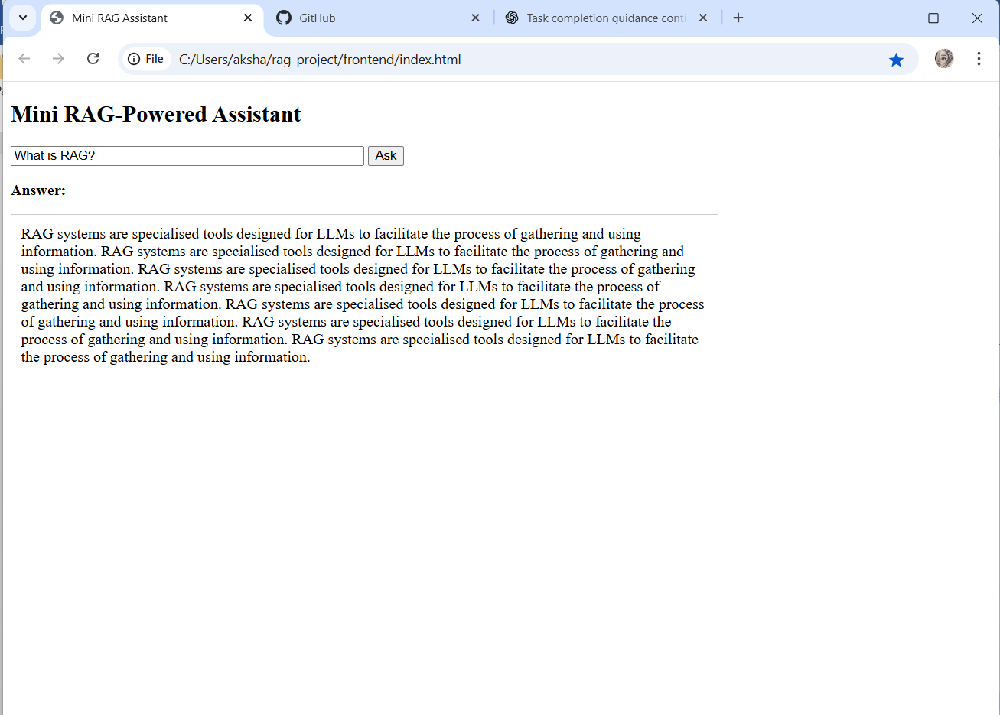 Mini RAG Assistant
GitHub
Task completion guidance conti
File
C:/Users/aksha/rag-project/frontend/index.html
Mini RAG-Powered Assistant
What is RAG?
Ask
Answer:
RAG systems are specialised tools designed for LLMs to facilitate the process of gathering and using
information. RAG systems are specialised tools designed for LLMs to facilitate the process of gathering and
using information. RAG systems are specialised tools designed for LLMs to facilitate the process of gathering
and using information. RAG systems are specialised tools designed for LLMs to facilitate the process of
gathering and using information. RAG systems are specialised tools designed for LLMs to facilitate the process
of gathering and using information. RAG systems are specialised tools designed for LLMs to facilitate the
process of gathering and using information. RAG systems are specialised tools designed for LLMs to facilitate
the process of gathering and using information.